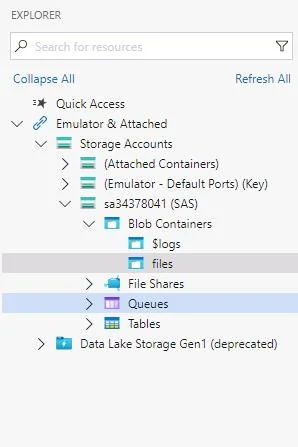 EXPLORER
Search for resources
Collapse All Refresh All
Quick Access
Emulator & Attached
Storage Accounts
(Attached Containers)
(Emulator - Default Ports) (Key)
sa34378041 (SAS)
Blob Containers
$logs
files
File Shares
Queues
Tables
Data Lake Storage Gen1 (deprecated)